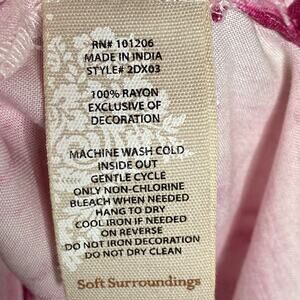 RN# 101206
MADE IN INDIA
STYLE# 2DX03
100% RAYON
EXCLUSIVE OF
DECORATION
MACHINE WASH COLD
INSIDE OUT
GENTLE CYCLE
ONLY NON-CHLORINE
BLEACH WHEN NEEDED
HANG TO DRY
COOL IRON IF NEEDED
ON REVERSE
DO NOT IRON DECORATION
DO NOT DRY CLEAN
Soft Surroundings